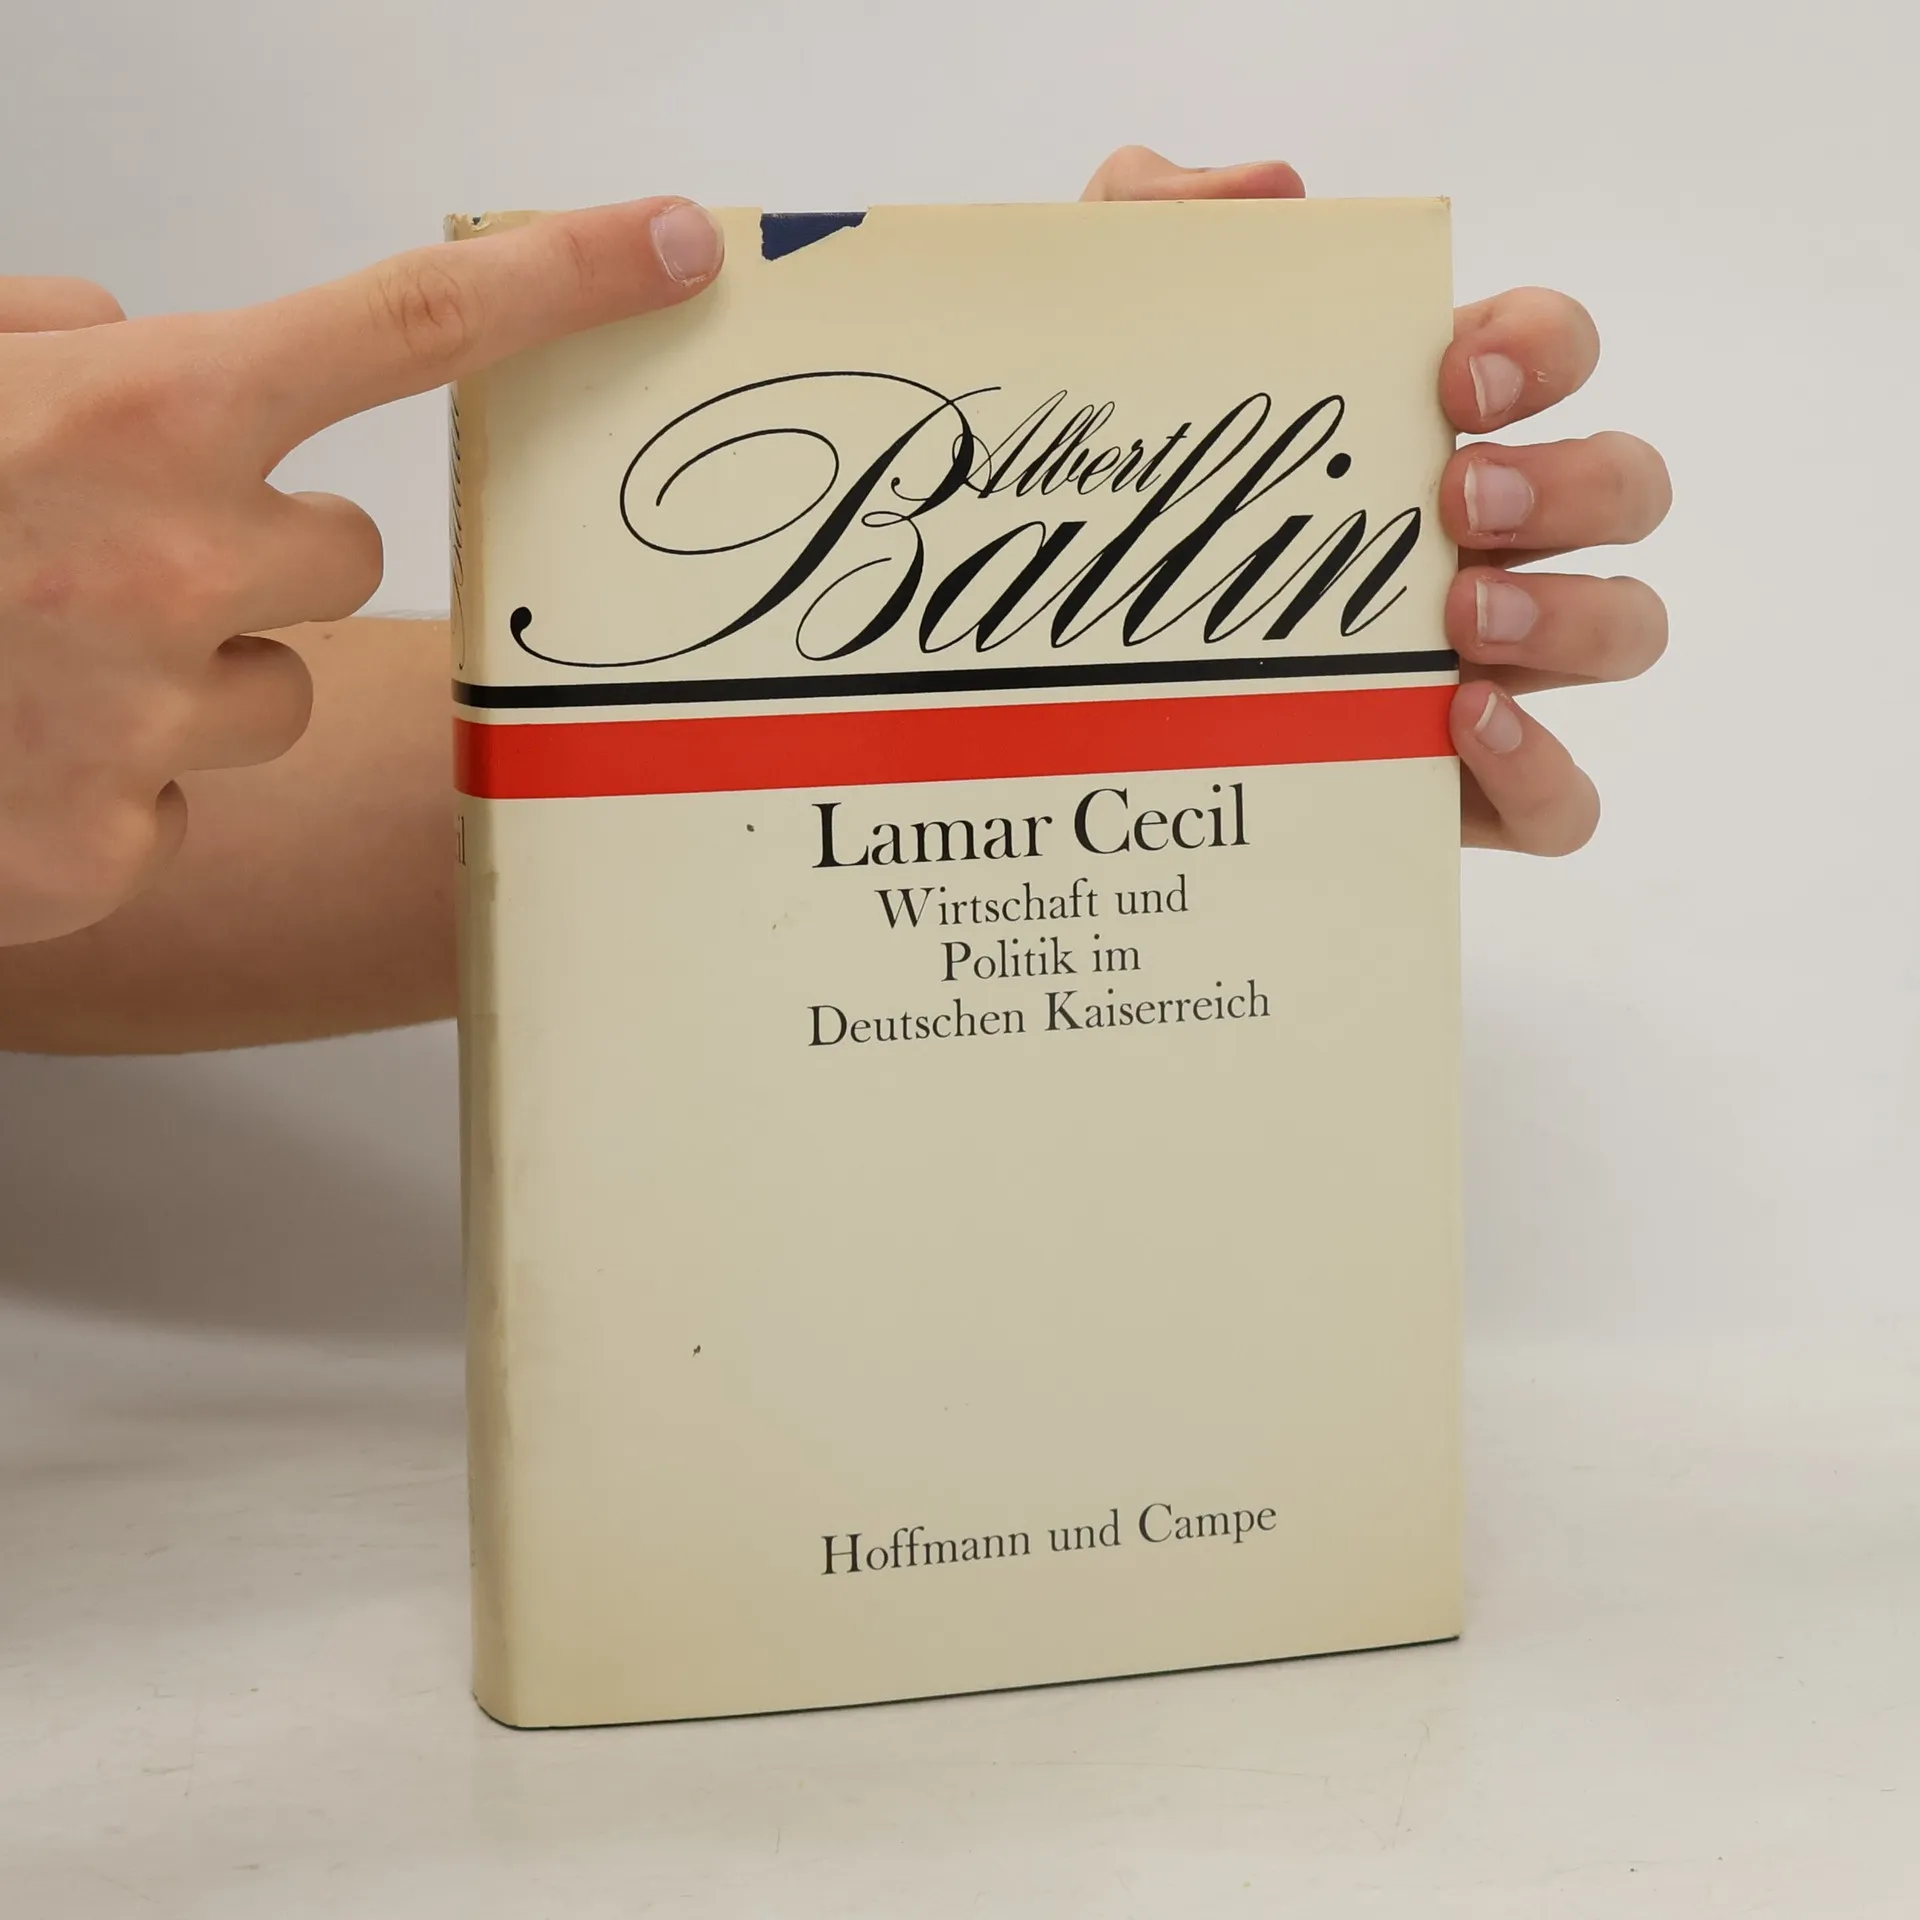 Albert
Ballin
Lamar Cecil
Wirtschaft und
Politik im
Deutschen Kaiserreich
Hoffmann und Campe